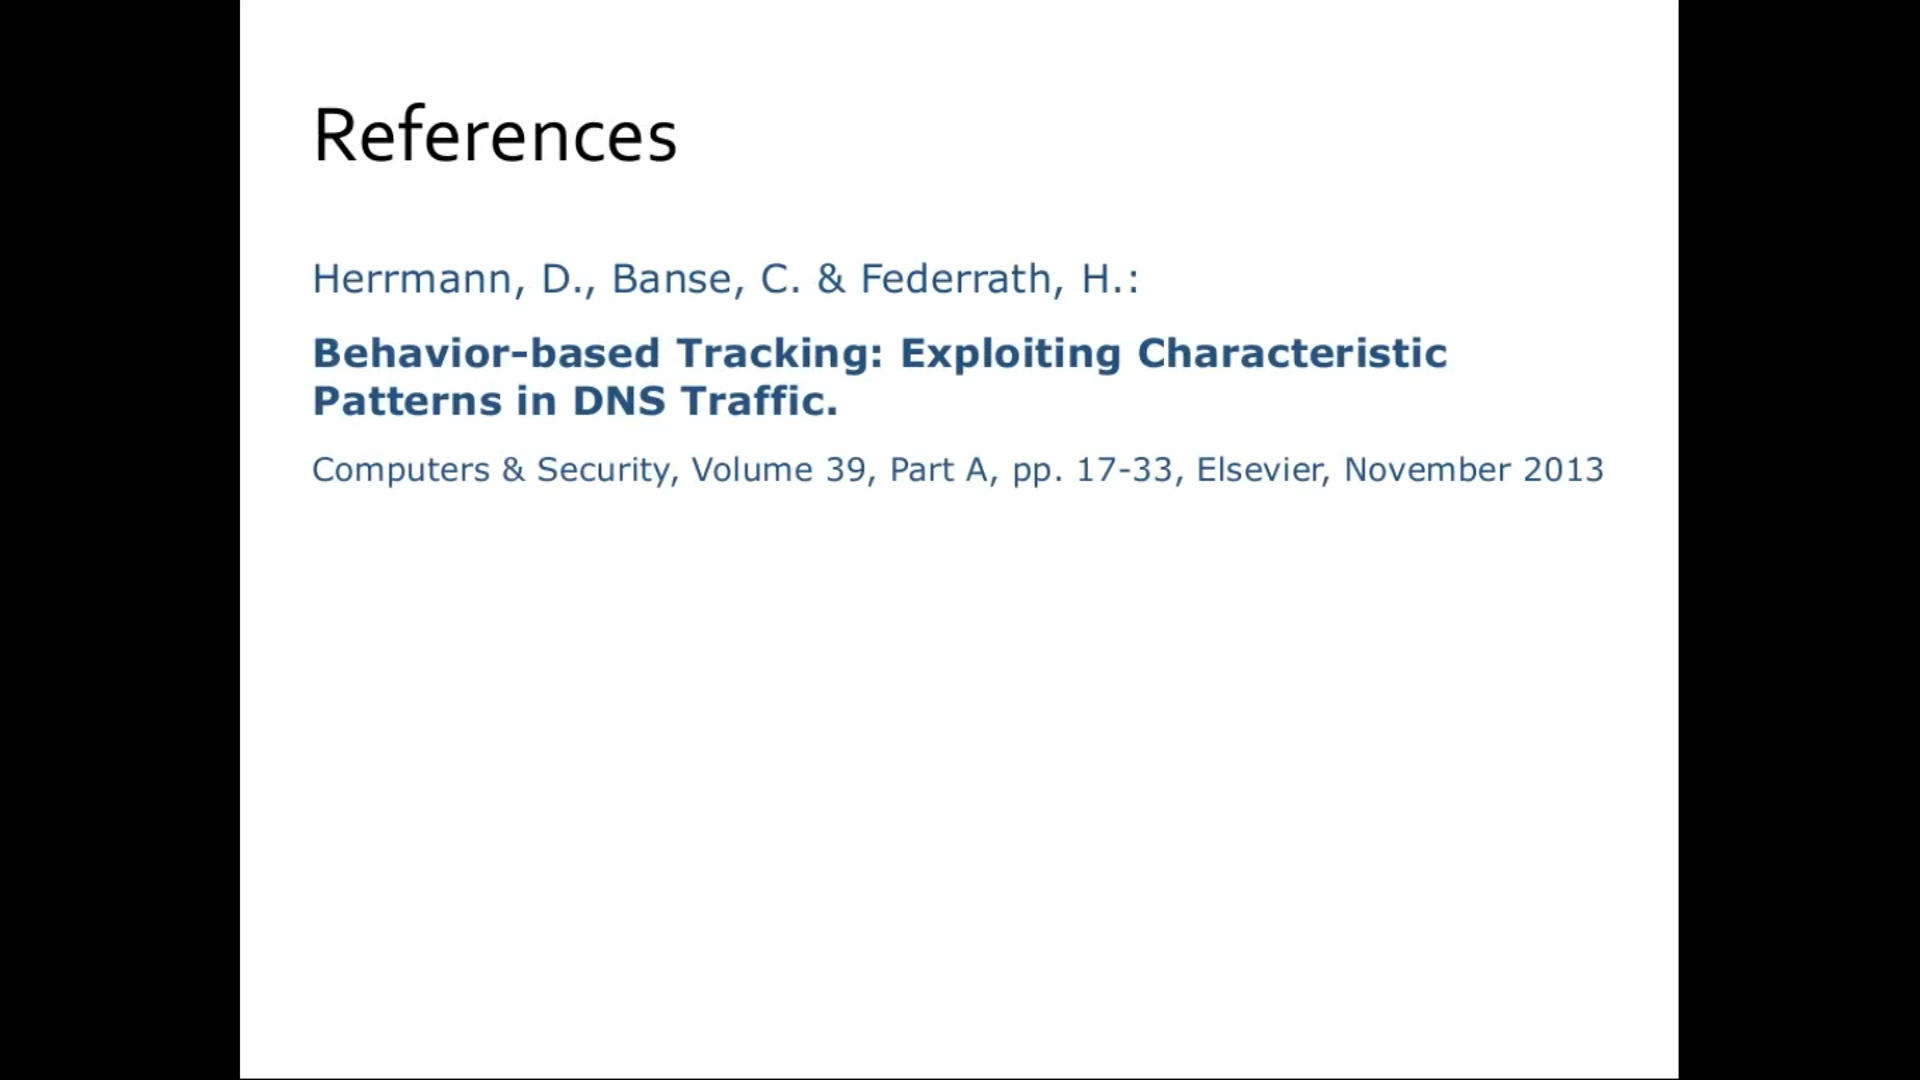 References
Herrmann, D., Banse, C. & Federrath, H.:
Behavior-based Tracking: Exploiting Characteristic
Patterns in DNS Traffic.
Computers & Security, Volume 39, Part A, pp. 17-33, Elsevier, November 2013